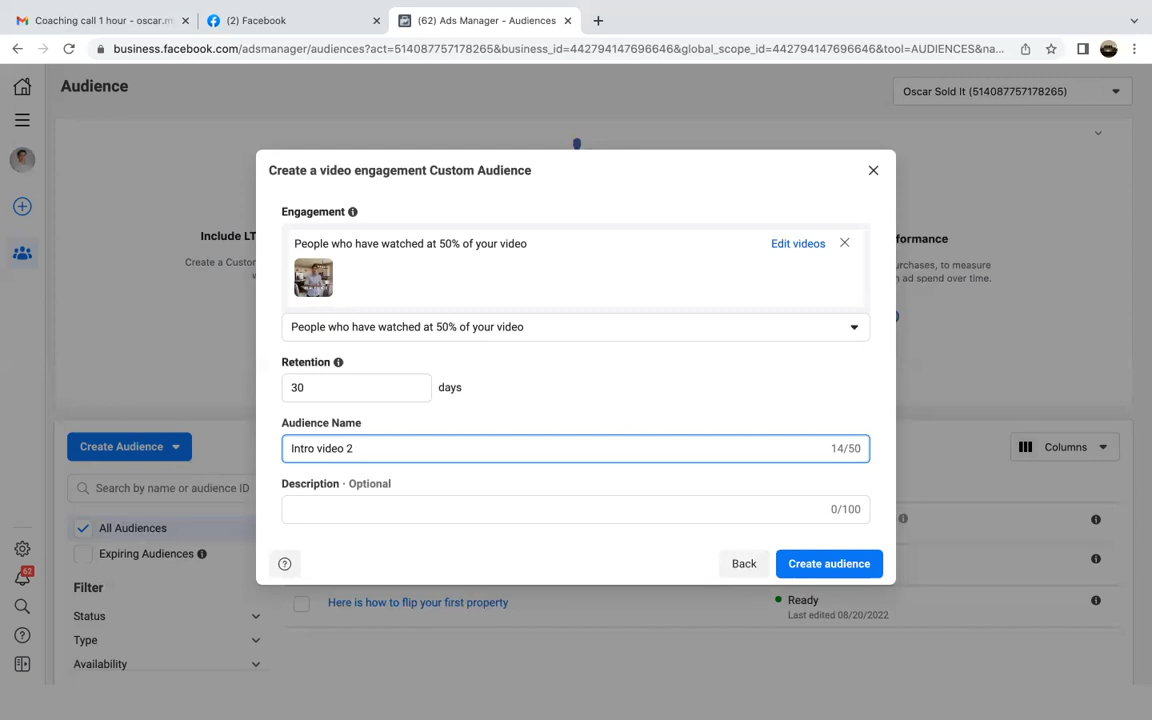 Coaching call 1 hour - oscar.m
(2) Facebook
(62) Ads Manager - Audiences
business.facebook.com/adsmanager/audiences?act=514087757178265&business_id=442794147696646&global_scope_id=442794147696646&tool=AUDIENCES&na...
Audience
Oscar Sold It (514087757178265)
Create a video engagement Custom Audience
Engagement
People who have watched at 50% of your video
Edit videos
People who have watched at 50% of your video
Retention
30
days
Audience Name
Intro video 2
14/50
Description · Optional
0/100
Back
Create audience
Include LT
Create a Custor
formance
urchases, to measure
n ad spend over time.
Create Audience
Columns
Search by name or audience ID
All Audiences
Expiring Audiences
Filter
Status
Type
Availability
Here is how to flip your first property
Ready
Last edited 08/20/2022
62